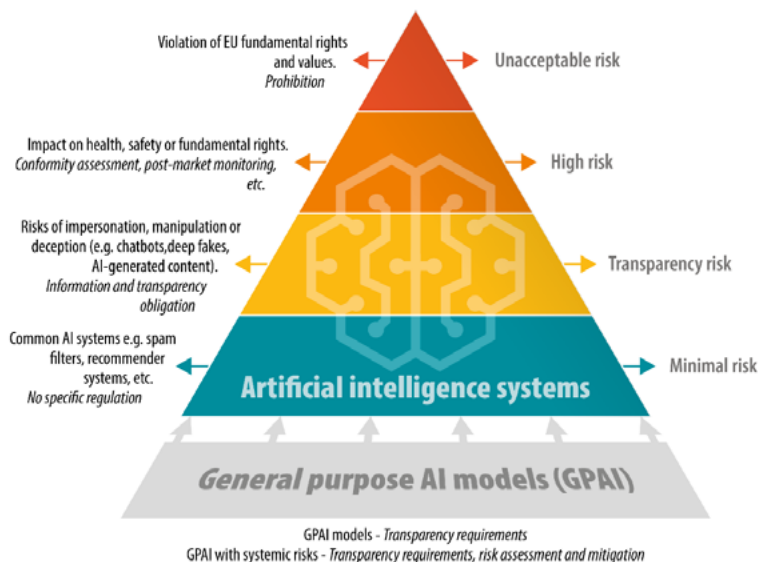 Violation of EU fundamental rights
and values.
Prohibition
Unacceptable risk
Impact on health, safety or fundamental rights.
Conformity assessment, post-market monitoring,
etc.
High risk
Risks of impersonation, manipulation or
deception (e.g. chatbots,deep fakes,
AI-generated content).
Information and transparency
obligation
Transparency risk
Common AI systems e.g. spam
filters, recommender
systems, etc.
No specific regulation
Minimal risk
Artificial intelligence systems
General purpose AI models (GPAI)
GPAI models - Transparency requirements
GPAI with systemic risks - Transparency requirements, risk assessment and mitigation